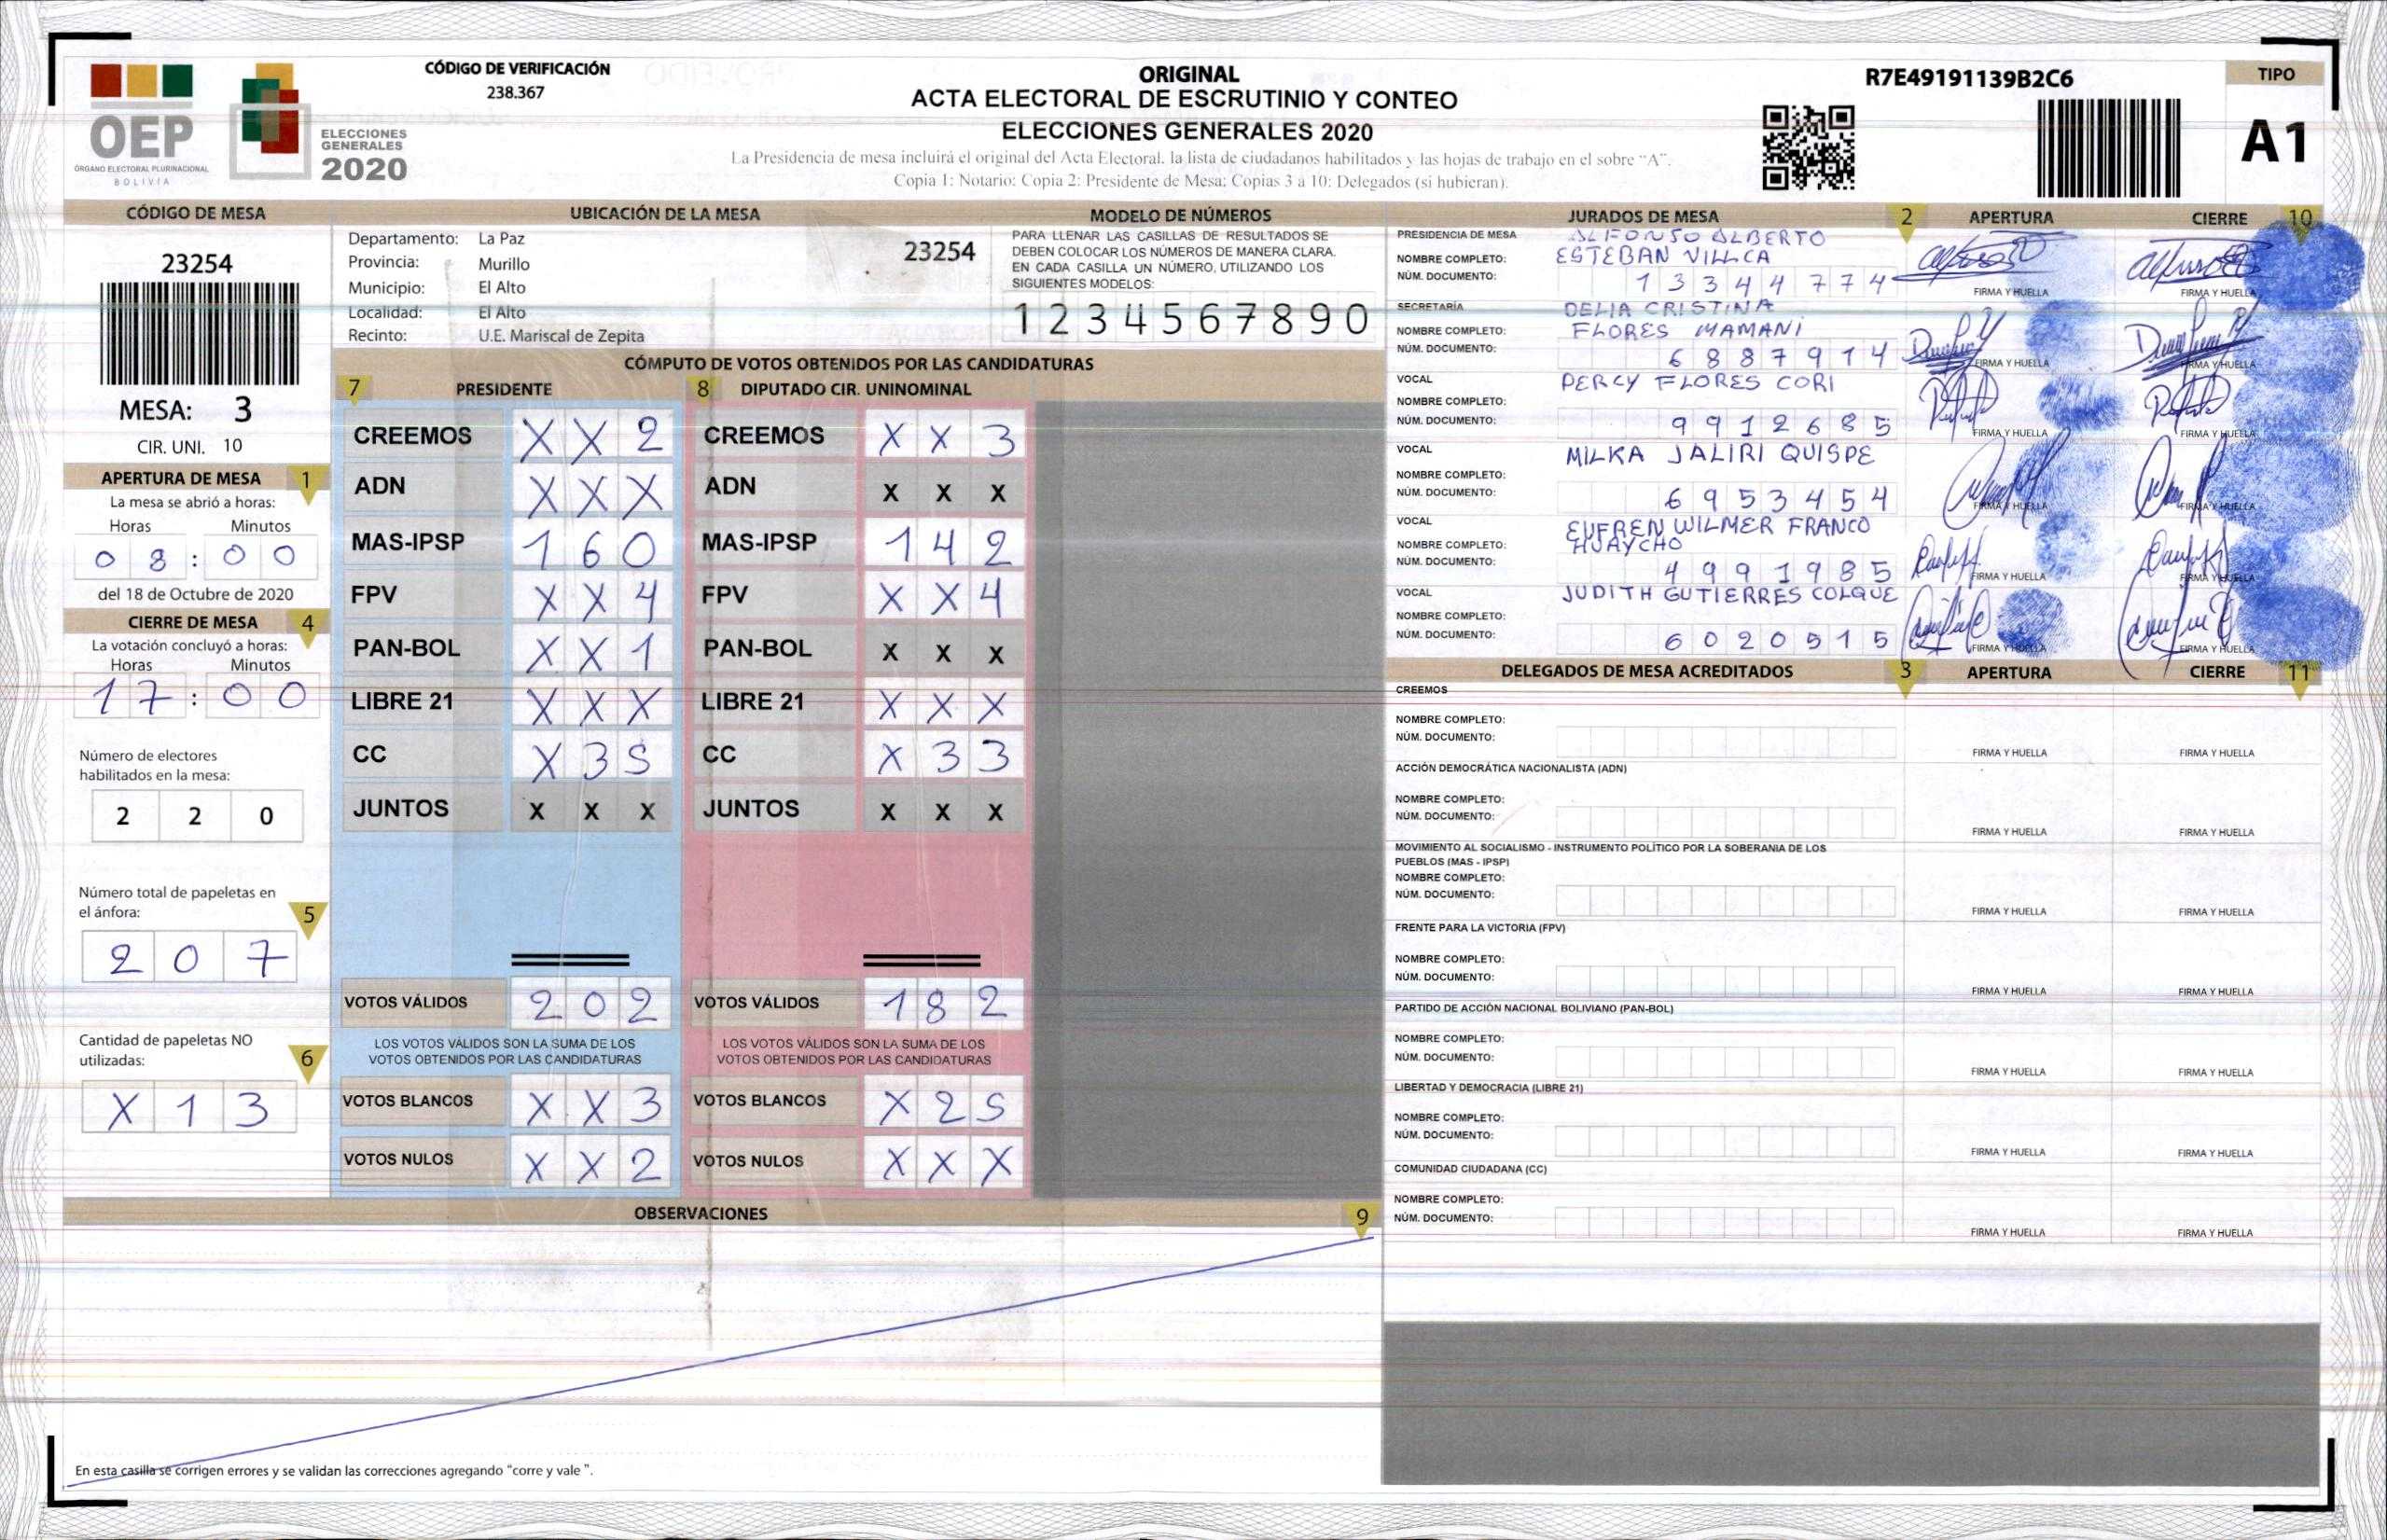 CÓDIGO DE VERIFICACIÓN
238.367
OEP
ÓRGANO ELECTORAL PLURINACIONAL
BOLIVIA
ELECCIONES
GENERALES
2020
ORIGINAL
ACTA ELECTORAL DE ESCRUTINIO Y CONTEO
ELECCIONES GENERALES 2020
La Presidencia de mesa incluirá el original del Acta Electoral, la lista de ciudadanos habilitados y las hojas de trabajo en el sobre "A".
Copia 1: Notario; Copia 2: Presidente de Mesa; Copias 3 a 10: Delegados (si hubieran).
R7E49191139B2C6
TIPO
A1
CÓDIGO DE MESA
23254
MESA: 3
CIR. UNI. 10
APERTURA DE MESA 1
La mesa se abrió a horas:
Horas Minutos
08:00
del 18 de Octubre de 2020
CIERRE DE MESA 4
La votación concluyó a horas:
Horas Minutos
17:00
Número de electores
habilitados en la mesa:
2 2 0
Número total de papeletas en
el ánfora:
5
2 0 7
Cantidad de papeletas NO
utilizadas:
6
X 1 3
UBICACIÓN DE LA MESA
Departamento: La Paz
Provincia: Murillo
Municipio: El Alto
Localidad: El Alto
Recinto: U.E. Mariscal de Zepita
23254
MODELO DE NÚMEROS
PARA LLENAR LAS CASILLAS DE RESULTADOS SE
DEBEN COLOCAR LOS NÚMEROS DE MANERA CLARA.
EN CADA CASILLA UN NÚMERO, UTILIZANDO LOS
SIGUIENTES MODELOS:
1 2 3 4 5 6 7 8 9 0
CÓMPUTO DE VOTOS OBTENIDOS POR LAS CANDIDATURAS
7 PRESIDENTE 8 DIPUTADO CIR. UNINOMINAL
CREEMOS X X 2 CREEMOS X X 3
ADN X X X ADN X X X
MAS-IPSP 1 6 0 MAS-IPSP 1 4 2
FPV X X 4 FPV X X 4
PAN-BOL X X 1 PAN-BOL X X X
LIBRE 21 X X X LIBRE 21 X X X
CC X 3 5 CC X 3 3
JUNTOS X X X JUNTOS X X X
VOTOS VÁLIDOS 2 0 2 VOTOS VÁLIDOS 1 8 2
LOS VOTOS VÁLIDOS SON LA SUMA DE LOS LOS VOTOS VÁLIDOS SON LA SUMA DE LOS
VOTOS OBTENIDOS POR LAS CANDIDATURAS VOTOS OBTENIDOS POR LAS CANDIDATURAS
VOTOS BLANCOS X X 3 VOTOS BLANCOS X 2 5
VOTOS NULOS X X 2 VOTOS NULOS X X X
OBSERVACIONES 9
En esta casilla se corrigen errores y se validan las correcciones agregando "corre y vale ".
JURADOS DE MESA 2 APERTURA CIERRE 10
PRESIDENCIA DE MESA ALFONSO ALBERTO
NOMBRE COMPLETO: ESTEBAN VILLCA
NÚM. DOCUMENTO: 1 3 3 4 4 7 7 4
FIRMA Y HUELLA FIRMA Y HUELLA
SECRETARÍA DELIA CRISTINA
NOMBRE COMPLETO: FLORES MAMANI
NÚM. DOCUMENTO: 6 8 8 7 9 1 4
FIRMA Y HUELLA FIRMA Y HUELLA
VOCAL PERCY FLORES CORI
NOMBRE COMPLETO:
NÚM. DOCUMENTO: 9 9 1 2 6 8 5
FIRMA Y HUELLA FIRMA Y HUELLA
VOCAL MILKA JALIRI QUISPE
NOMBRE COMPLETO:
NÚM. DOCUMENTO: 6 9 5 3 4 5 4
FIRMA Y HUELLA FIRMA Y HUELLA
VOCAL EUFREN WILMER FRANCO
NOMBRE COMPLETO: HUAYCHO
NÚM. DOCUMENTO: 4 9 9 1 9 8 5
FIRMA Y HUELLA FIRMA Y HUELLA
VOCAL JUDITH GUTIERRES COLQUE
NOMBRE COMPLETO:
NÚM. DOCUMENTO: 6 0 2 0 5 1 5
FIRMA Y HUELLA FIRMA Y HUELLA
DELEGADOS DE MESA ACREDITADOS 3 APERTURA CIERRE 11
CREEMOS
NOMBRE COMPLETO:
NÚM. DOCUMENTO:
FIRMA Y HUELLA FIRMA Y HUELLA
ACCIÓN DEMOCRÁTICA NACIONALISTA (ADN)
NOMBRE COMPLETO:
NÚM. DOCUMENTO:
FIRMA Y HUELLA FIRMA Y HUELLA
MOVIMIENTO AL SOCIALISMO - INSTRUMENTO POLÍTICO POR LA SOBERANIA DE LOS
PUEBLOS (MAS - IPSP)
NOMBRE COMPLETO:
NÚM. DOCUMENTO:
FIRMA Y HUELLA FIRMA Y HUELLA
FRENTE PARA LA VICTORIA (FPV)
NOMBRE COMPLETO:
NÚM. DOCUMENTO:
FIRMA Y HUELLA FIRMA Y HUELLA
PARTIDO DE ACCIÓN NACIONAL BOLIVIANO (PAN-BOL)
NOMBRE COMPLETO:
NÚM. DOCUMENTO:
FIRMA Y HUELLA FIRMA Y HUELLA
LIBERTAD Y DEMOCRACIA (LIBRE 21)
NOMBRE COMPLETO:
NÚM. DOCUMENTO:
FIRMA Y HUELLA FIRMA Y HUELLA
COMUNIDAD CIUDADANA (CC)
NOMBRE COMPLETO:
NÚM. DOCUMENTO:
FIRMA Y HUELLA FIRMA Y HUELLA